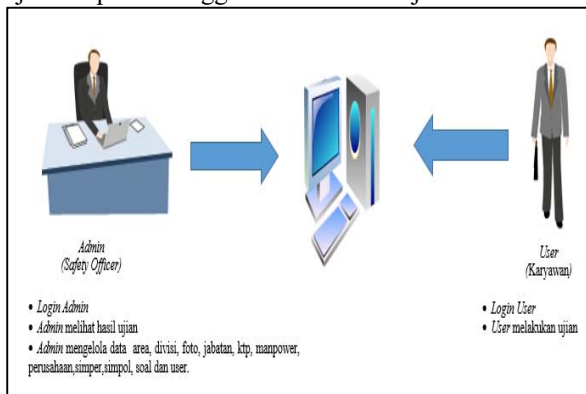 Admin
(Safety Officer)
• Login Admin
• Admin melihat hasil ujian
• Admin mengelola data area, divisi, foto, jabatan, ktp, manpower,
perusahaan,simper,simpol, soal dan user.
User
(Karyawan)
• Login User
• User melakukan ujian